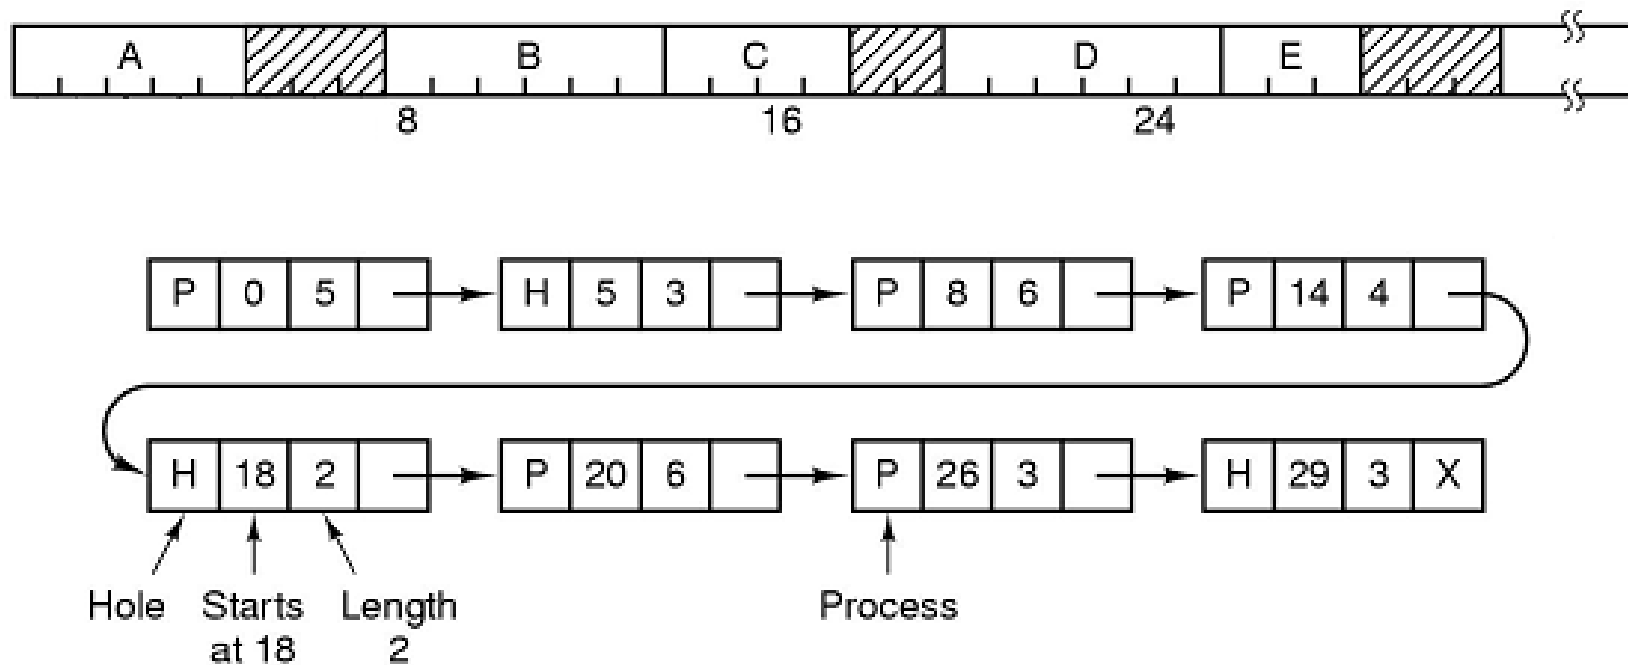 A B C D E
8 16 24
P 0 5 H 5 3 P 8 6 P 14 4
H 18 2 P 20 6 P 26 3 H 29 3 X
Hole Starts Length Process
at 18 2